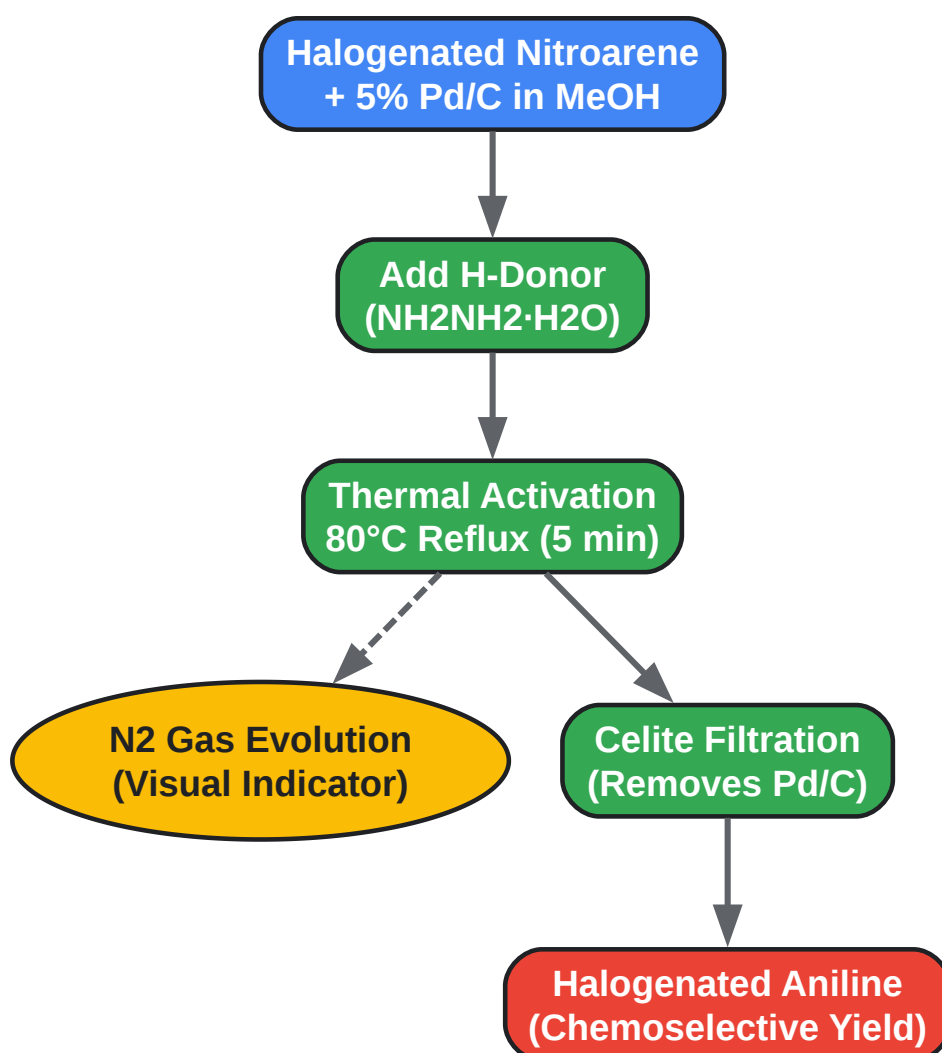 Halogenated Nitroarene
+ 5% Pd/C in MeOH
Add H-Donor
(NH2NH2·H2O)
Thermal Activation
80°C Reflux (5 min)
N2 Gas Evolution
(Visual Indicator)
Celite Filtration
(Removes Pd/C)
Halogenated Aniline
(Chemoselective Yield)